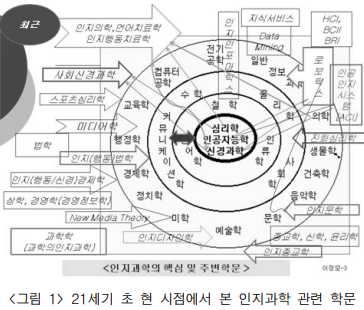 최근
인지의학,언어치료학
인지행동치료학
인지인포매틱스
지식서비스
Data
Mining
HCI,
BCII
BRI
로보틱스
인공
인지
시스템
(ACI)
전기
공학
일반
정보
컴퓨터
공학
사회신경과학
스포츠심리학
교육학
수학
철학
물리학
의학
미디어학
진화심리학
법학
행정학
커뮤니케이션학
언어학
심리학
인공지능학
신경과학
인류학
사회학
생물학
인지(행동)법학
인지(행동/신경)경제학
경제학
건축학
상학, 경영학(경영정보학)
정치학
음악학
인지문학
New Media Theory
미학
문학
과학학
(과학의인지과학)
인지디자인학
예술학
종교학, 신학, 윤리학
인지종교학
<인지과학의 핵심 및 주변학문>
이정모-3
<그림 1> 21세기 초 현 시점에서 본 인지과학 관련 학문